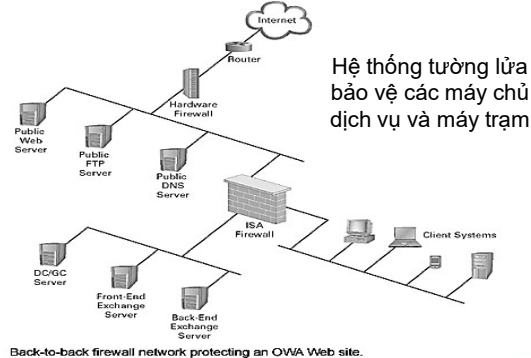 Internet
Router
Hệ thống tường lửa
bảo vệ các máy chủ
dịch vụ và máy trạm
Hardware
Firewall
Public
Web
Server
Public
FTP
Server
Public
DNS
Server
ISA
Firewall
Client Systems
DC/GC
Server
Front-End
Exchange
Server
Back-End
Exchange
Server
Back-to-back firewall network protecting an OWA Web site.